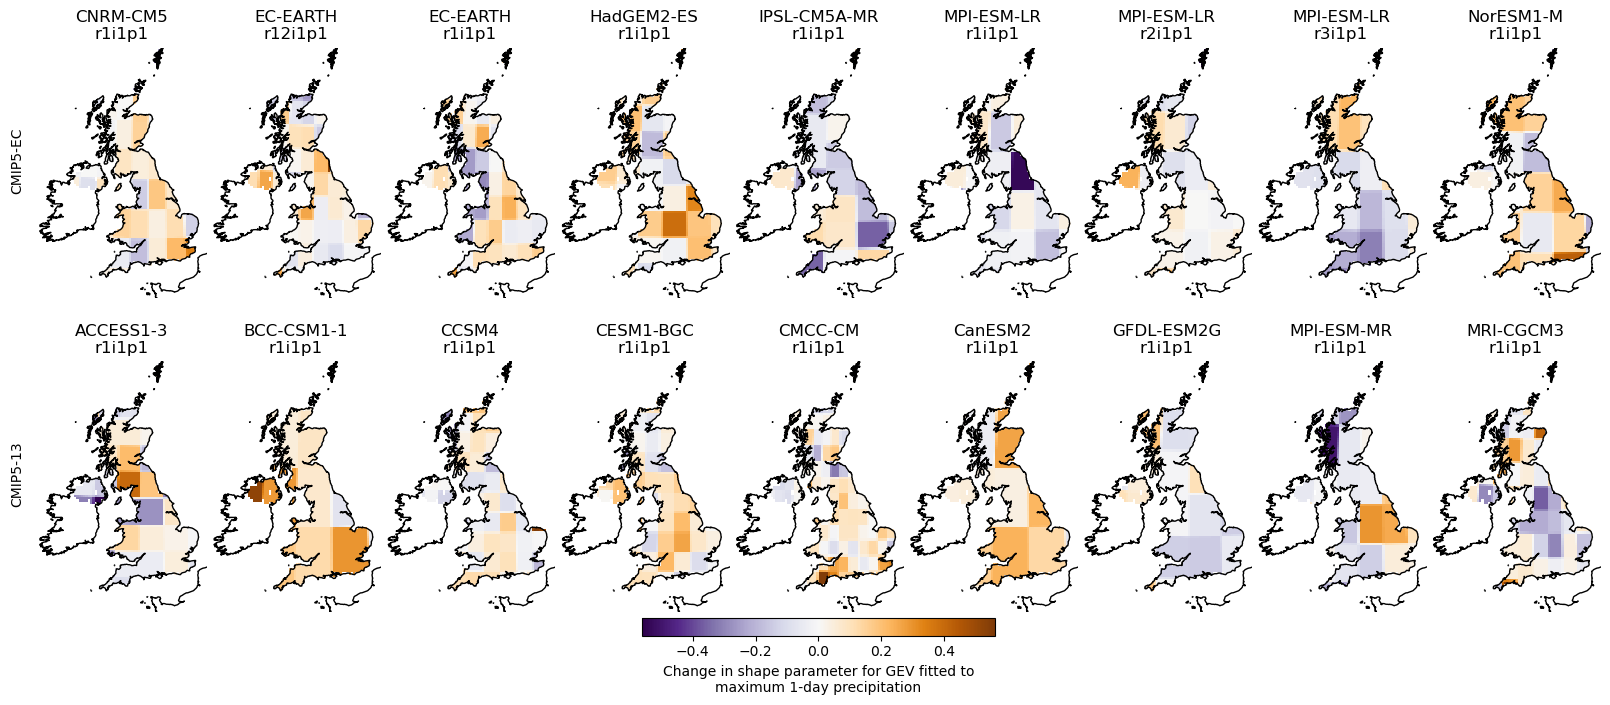 CNRM-CM5 EC-EARTH EC-EARTH HadGEM2-ES IPSL-CM5A-MR MPI-ESM-LR MPI-ESM-LR MPI-ESM-LR NorESM1-M
r1i1p1 r12i1p1 r1i1p1 r1i1p1 r1i1p1 r1i1p1 r2i1p1 r3i1p1 r1i1p1
CMIP5-EC
ACCESS1-3 BCC-CSM1-1 CCSM4 CESM1-BGC CMCC-CM CanESM2 GFDL-ESM2G MPI-ESM-MR MRI-CGCM3
r1i1p1 r1i1p1 r1i1p1 r1i1p1 r1i1p1 r1i1p1 r1i1p1 r1i1p1 r1i1p1
CMIP5-13
−0.4 −0.2 0.0 0.2 0.4
Change in shape parameter for GEV fitted to
maximum 1-day precipitation